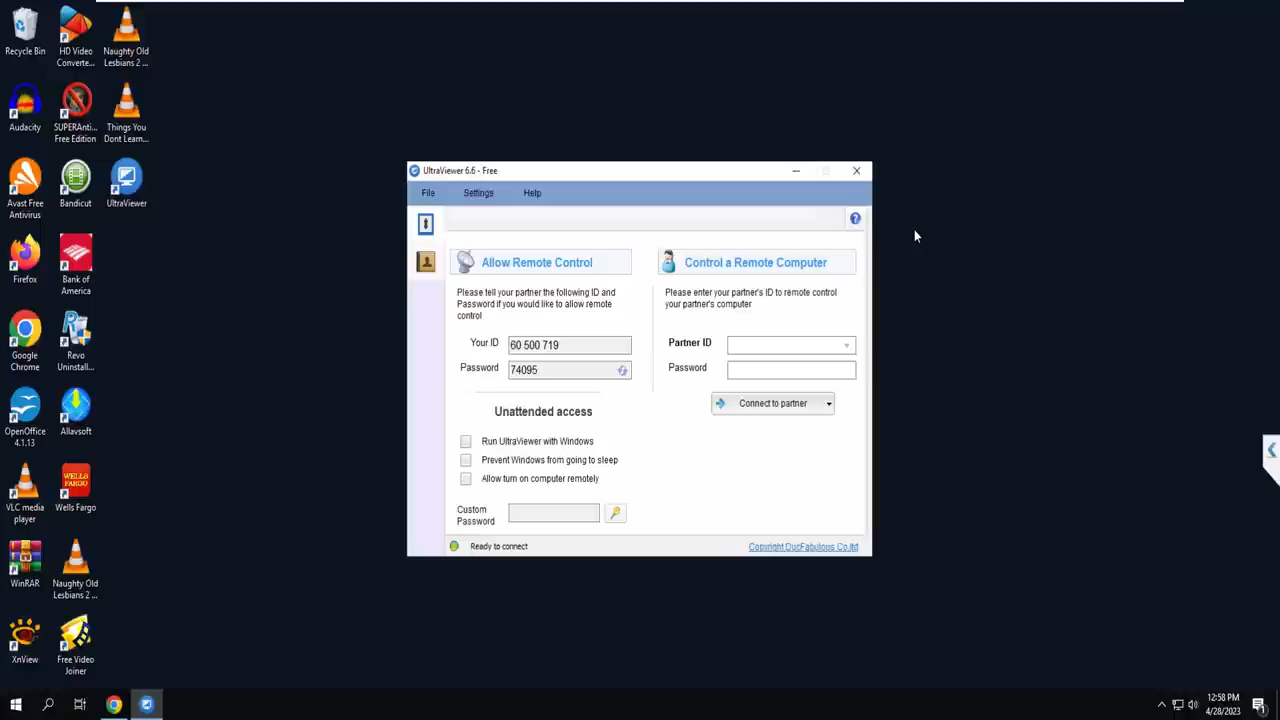 Recycle Bin
HD Video
Converte...
Naughty Old
Lesbians 2 ...
Audacity
SUPERAnti...
Free Edition
Things You
Dont Learn...
Avast Free
Antivirus
Bandicut
UltraViewer
Firefox
Bank of
America
Google
Chrome
Revo
Uninstall...
OpenOffice
4.1.13
Allavsoft
VLC media
player
WELLS
FARGO
Wells Fargo
WinRAR
Naughty Old
Lesbians 2 ...
XnView
Free Video
Joiner
UltraViewer 6.6 - Free
File Settings Help
Allow Remote Control
Please tell your partner the following ID and
Password if you would like to allow remote
control
Your ID 60 500 719
Password 74095
Unattended access
Run UltraViewer with Windows
Prevent Windows from going to sleep
Allow turn on computer remotely
Custom
Password
Control a Remote Computer
Please enter your partner's ID to remote control
your partner's computer
Partner ID
Password
Connect to partner
Ready to connect
Copyright DucFabulous Co,ltd
12:58 PM
4/28/2023